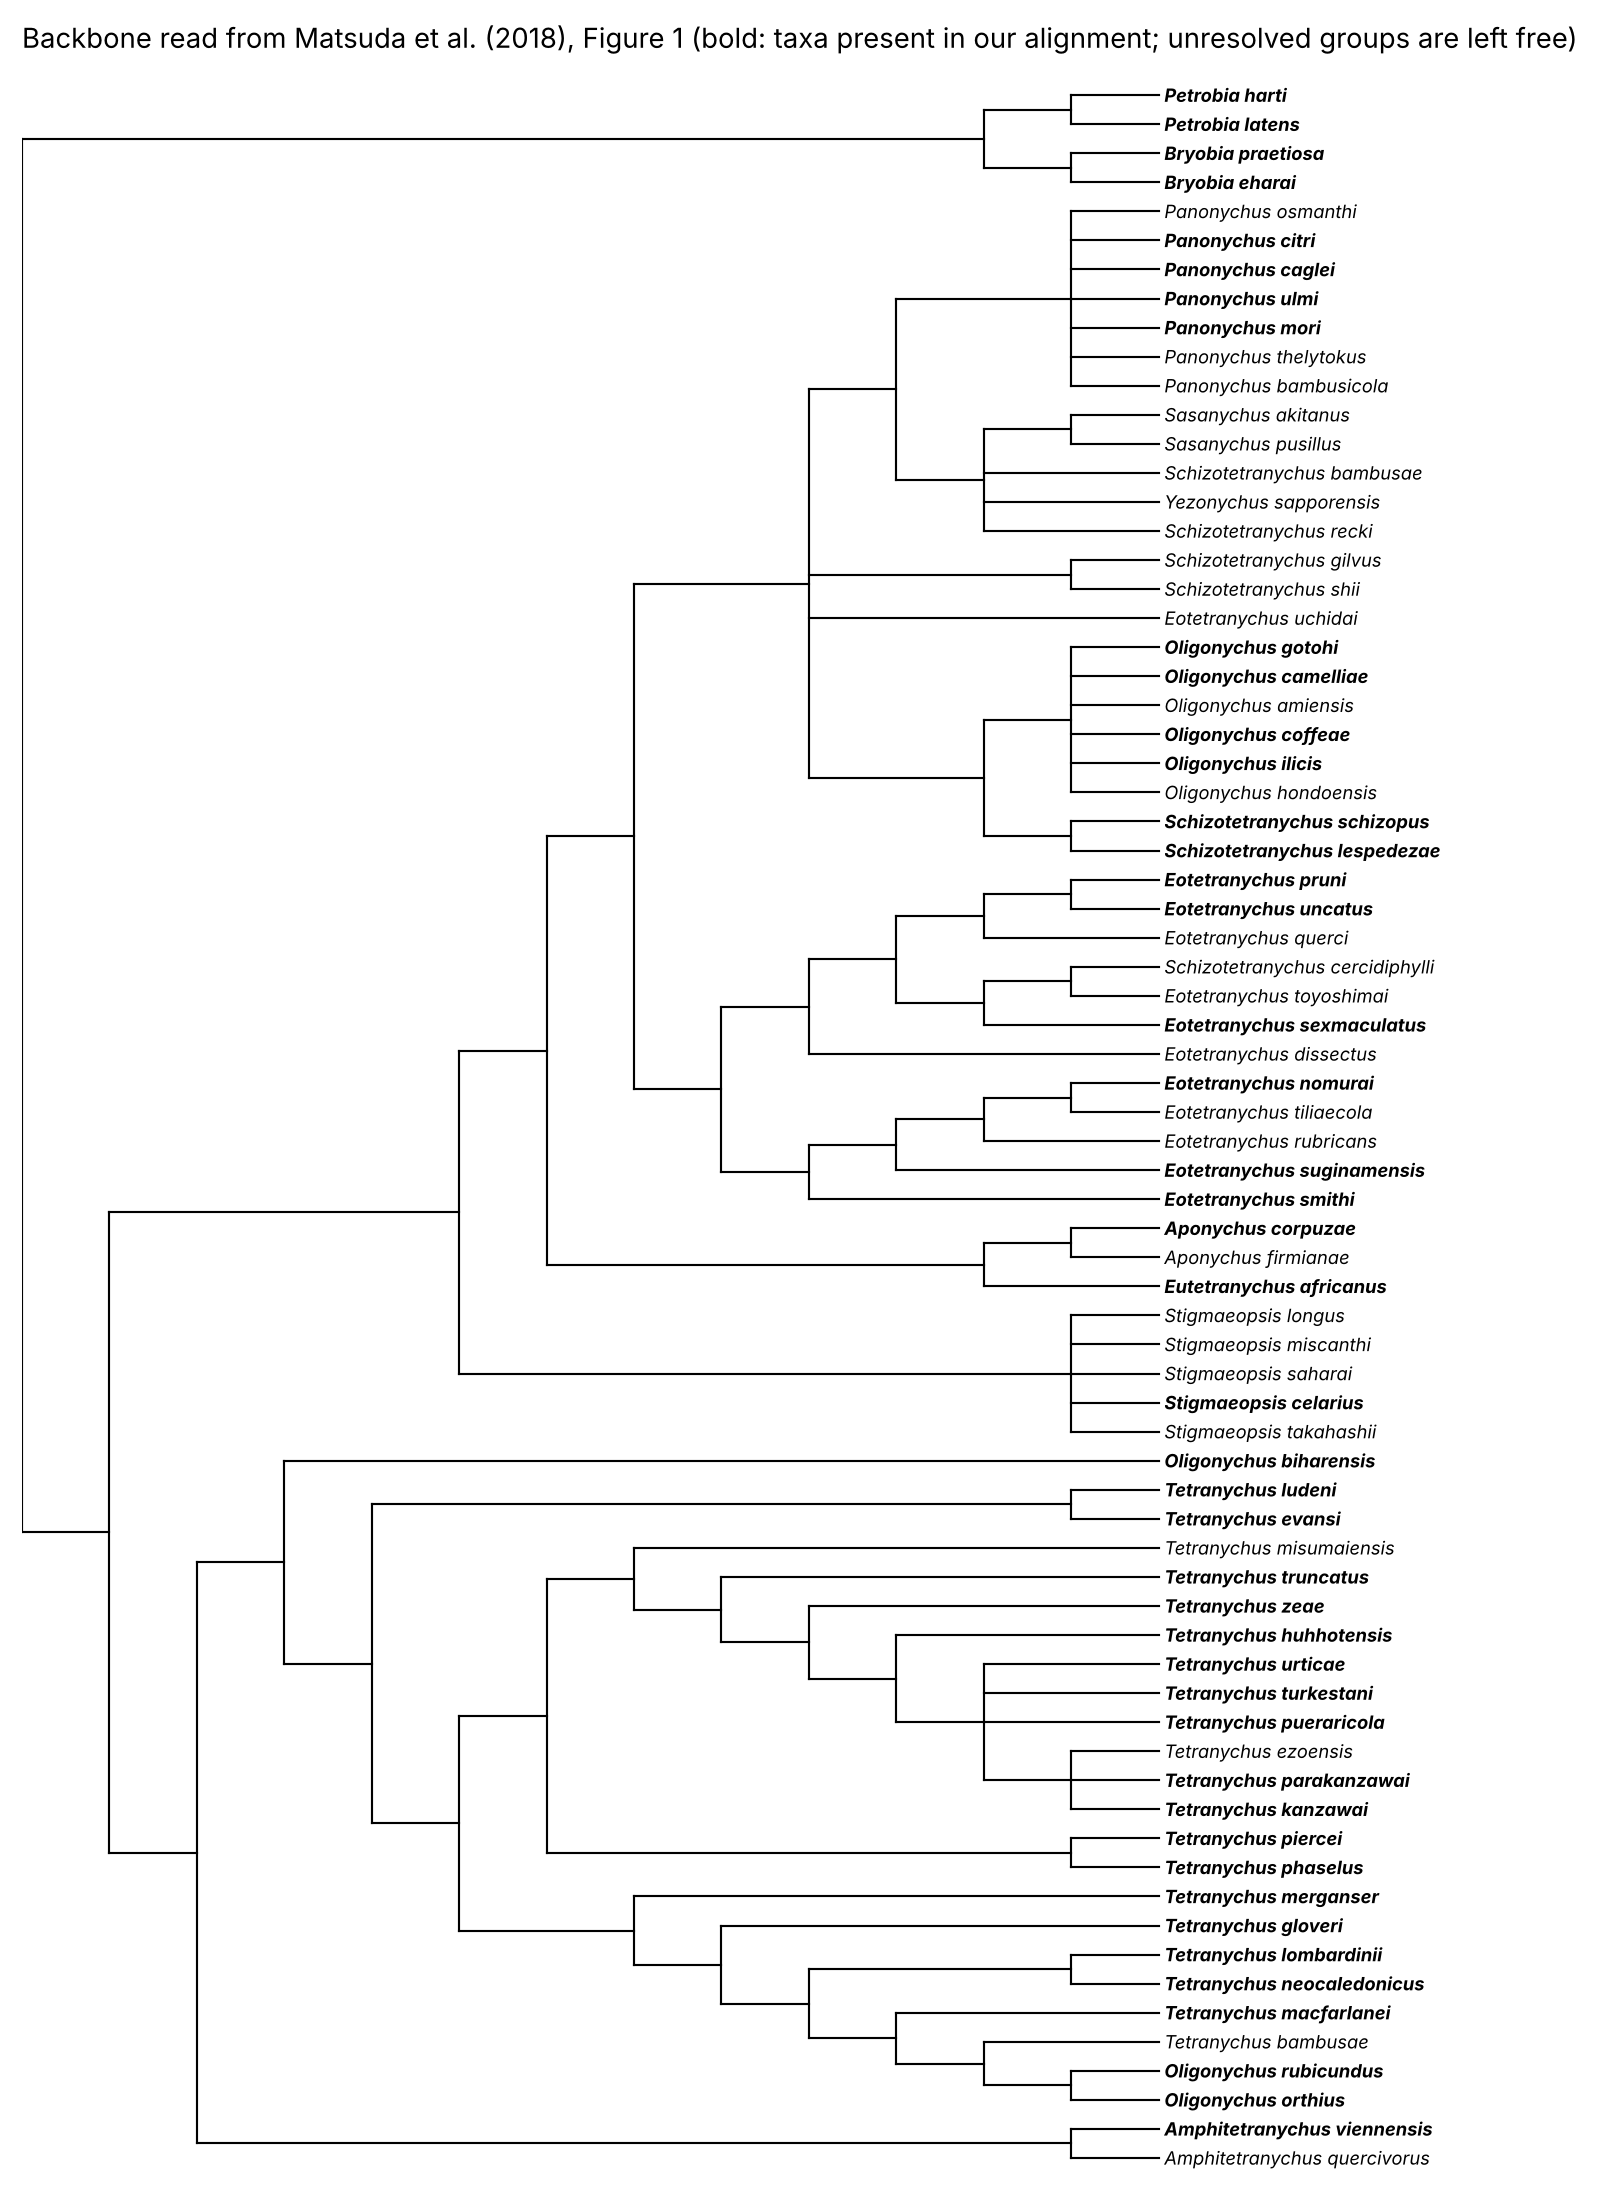 Backbone read from Matsuda et al. (2018), Figure 1 (bold: taxa present in our alignment; unresolved groups are left free)
Petrobia harti
Petrobia latens
Bryobia praetiosa
Bryobia eharai
Panonychus osmanthi
Panonychus citri
Panonychus caglei
Panonychus ulmi
Panonychus mori
Panonychus thelytokus
Panonychus bambusicola
Sasanychus akitanus
Sasanychus pusillus
Schizotetranychus bambusae
Yezonychus sapporensis
Schizotetranychus recki
Schizotetranychus gilvus
Schizotetranychus shii
Eotetranychus uchidai
Oligonychus gotohi
Oligonychus camelliae
Oligonychus amiensis
Oligonychus coffeae
Oligonychus ilicis
Oligonychus hondoensis
Schizotetranychus schizopus
Schizotetranychus lespedezae
Eotetranychus pruni
Eotetranychus uncatus
Eotetranychus querci
Schizotetranychus cercidiphylli
Eotetranychus toyoshimai
Eotetranychus sexmaculatus
Eotetranychus dissectus
Eotetranychus nomurai
Eotetranychus tiliaecola
Eotetranychus rubricans
Eotetranychus suginamensis
Eotetranychus smithi
Aponychus corpuzae
Aponychus firmianae
Eutetranychus africanus
Stigmaeopsis longus
Stigmaeopsis miscanthi
Stigmaeopsis saharai
Stigmaeopsis celarius
Stigmaeopsis takahashii
Oligonychus biharensis
Tetranychus ludeni
Tetranychus evansi
Tetranychus misumaiensis
Tetranychus truncatus
Tetranychus zeae
Tetranychus huhhotensis
Tetranychus urticae
Tetranychus turkestani
Tetranychus pueraricola
Tetranychus ezoensis
Tetranychus parakanzawai
Tetranychus kanzawai
Tetranychus piercei
Tetranychus phaselus
Tetranychus merganser
Tetranychus gloveri
Tetranychus lombardinii
Tetranychus neocaledonicus
Tetranychus macfarlanei
Tetranychus bambusae
Oligonychus rubicundus
Oligonychus orthius
Amphitetranychus viennensis
Amphitetranychus quercivorus